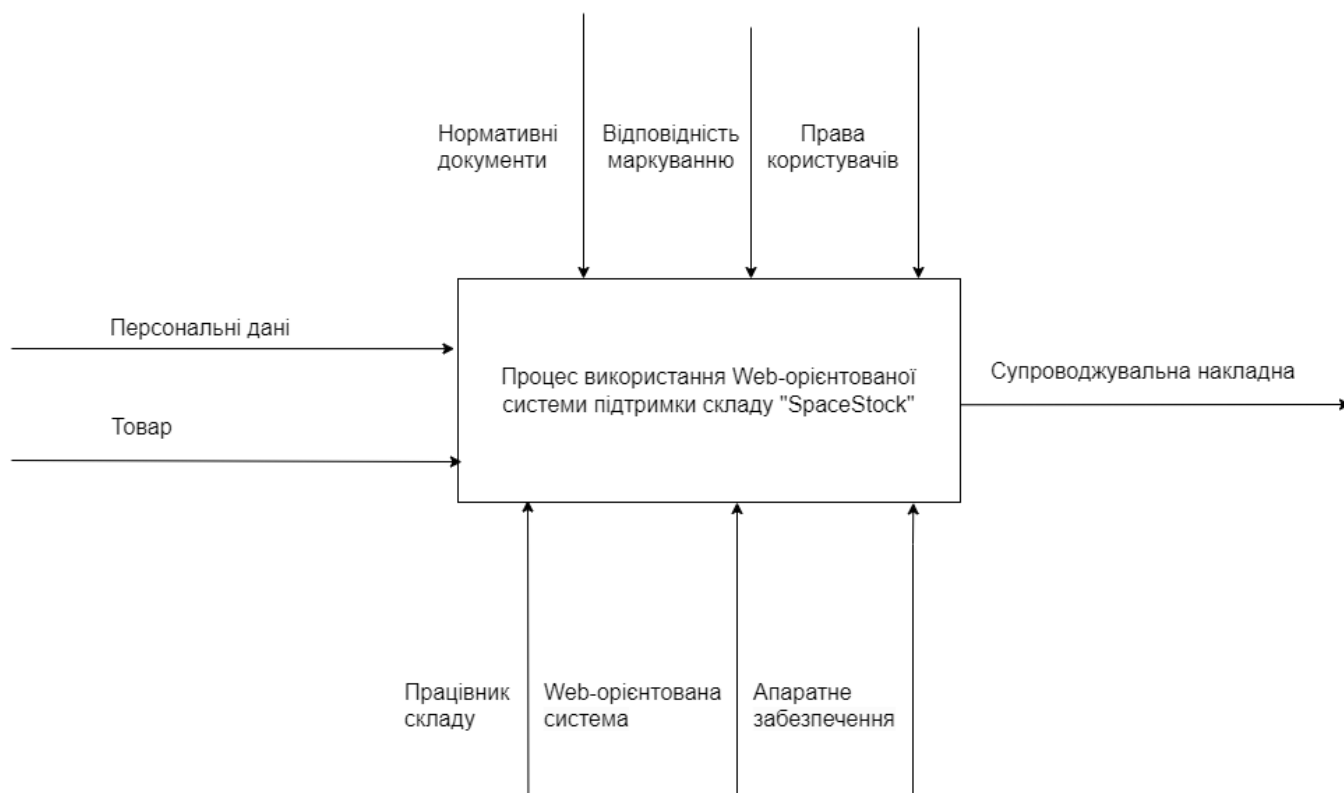 Нормативні
документи
Відповідність
маркуванню
Права
користувачів
Персональні дані
Товар
Процес використання Web-орієнтованої
системи підтримки складу "SpaceStock"
Супроводжувальна накладна
Працівник
складу
Web-орієнтована
система
Апаратне
забезпечення